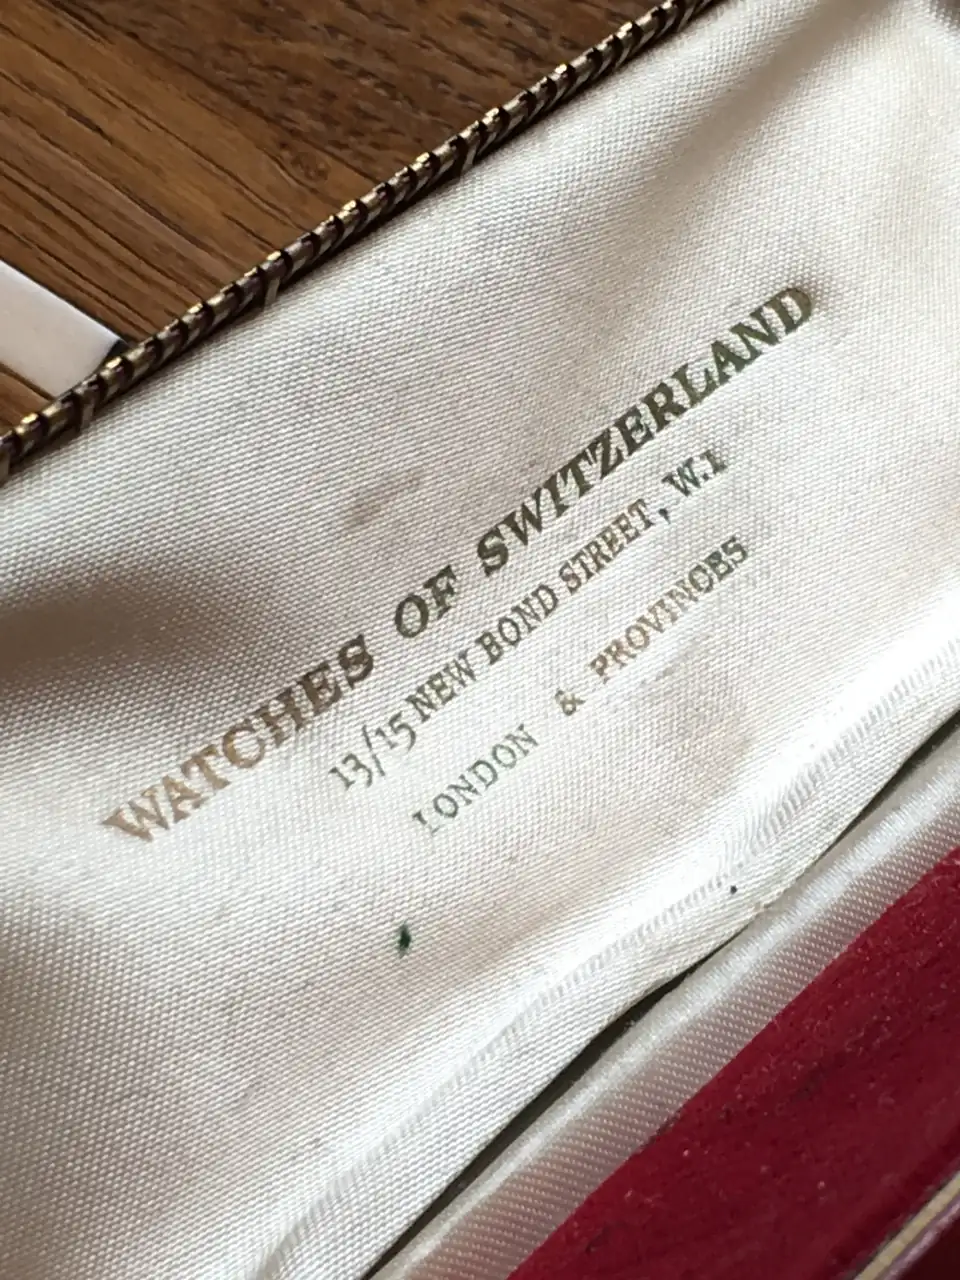 WATCHES OF SWITZERLAND
13/15 NEW BOND STREET, W.1
LONDON & PROVINCES